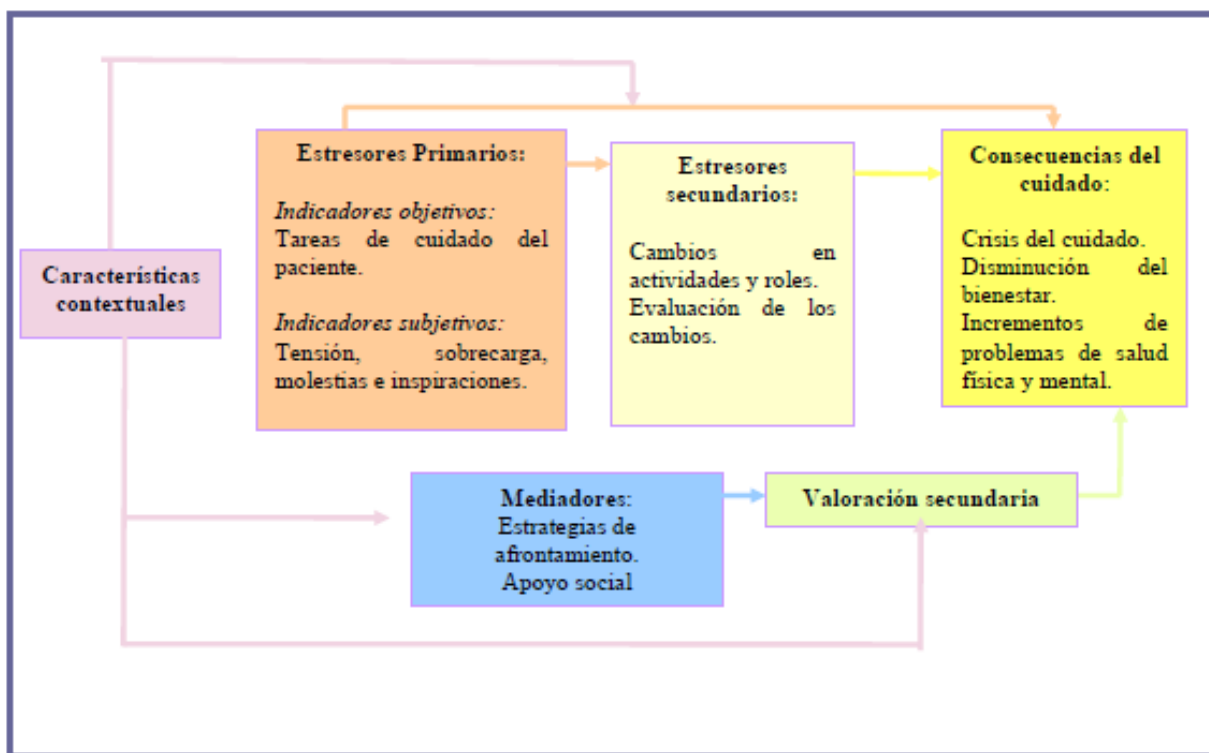 Estresores Primarios:
Indicadores objetivos:
Tareas de cuidado del
paciente.
Indicadores subjetivos:
Tensión, sobrecarga,
molestias e inspiraciones.
Estresores
secundarios:
Cambios en
actividades y roles.
Evaluación de los
cambios.
Consecuencias del
cuidado:
Crisis del cuidado.
Disminución del
bienestar.
Incrementos de
problemas de salud
física y mental.
Características
contextuales
Mediadores:
Estrategias de
afrontamiento.
Apoyo social
Valoración secundaria